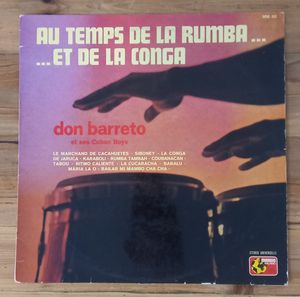 AU TEMPS DE LA RUMBA...
...ET DE LA CONGA
don barreto
et ses Cuban Boys
LE MARCHAND DE CACAHUETES - SIBONEY - LA CONGA
DE JARUCA - KARABOLI - RUMBA TAMBAH - COUBANACAN -
TABOU - RITMO CALIENTE - LA CUCARACHA - BABALU -
MARIA LA O - BAILAR MI MAMBO CHA CHA